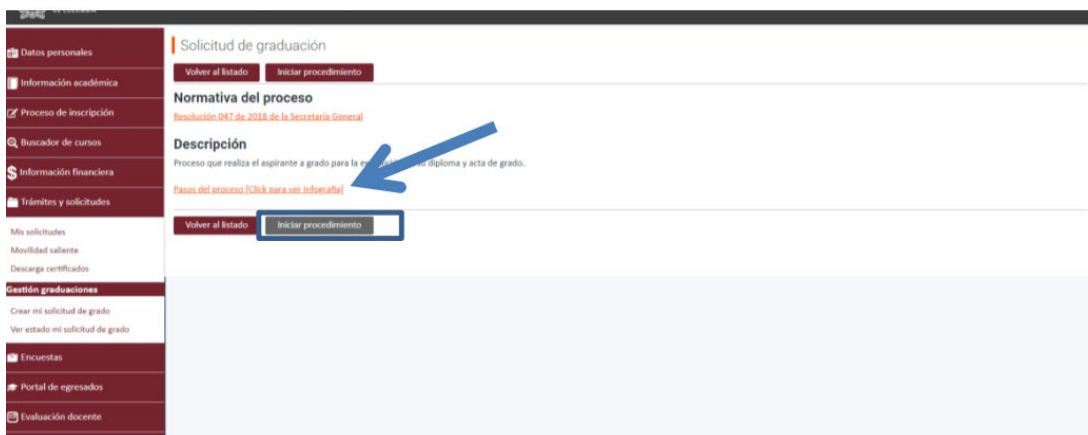 Solicitud de graduación
Volver al listado Iniciar procedimiento
Normativa del proceso
Resolución 047 de 2018 de la Secretaría General
Descripción
Proceso que realiza el aspirante a grado para la diploma y acta de grado.
Pasos del proceso [Click para ver Infografía]
Volver al listado Iniciar procedimiento
Datos personales
Información académica
Proceso de inscripción
Buscador de cursos
Información financiera
Trámites y solicitudes
Mis solicitudes
Movilidad saliente
Descarga certificados
Gestión graduaciones
Crear mi solicitud de grado
Ver estado mi solicitud de grado
Encuestas
Portal de egresados
Evaluación docente